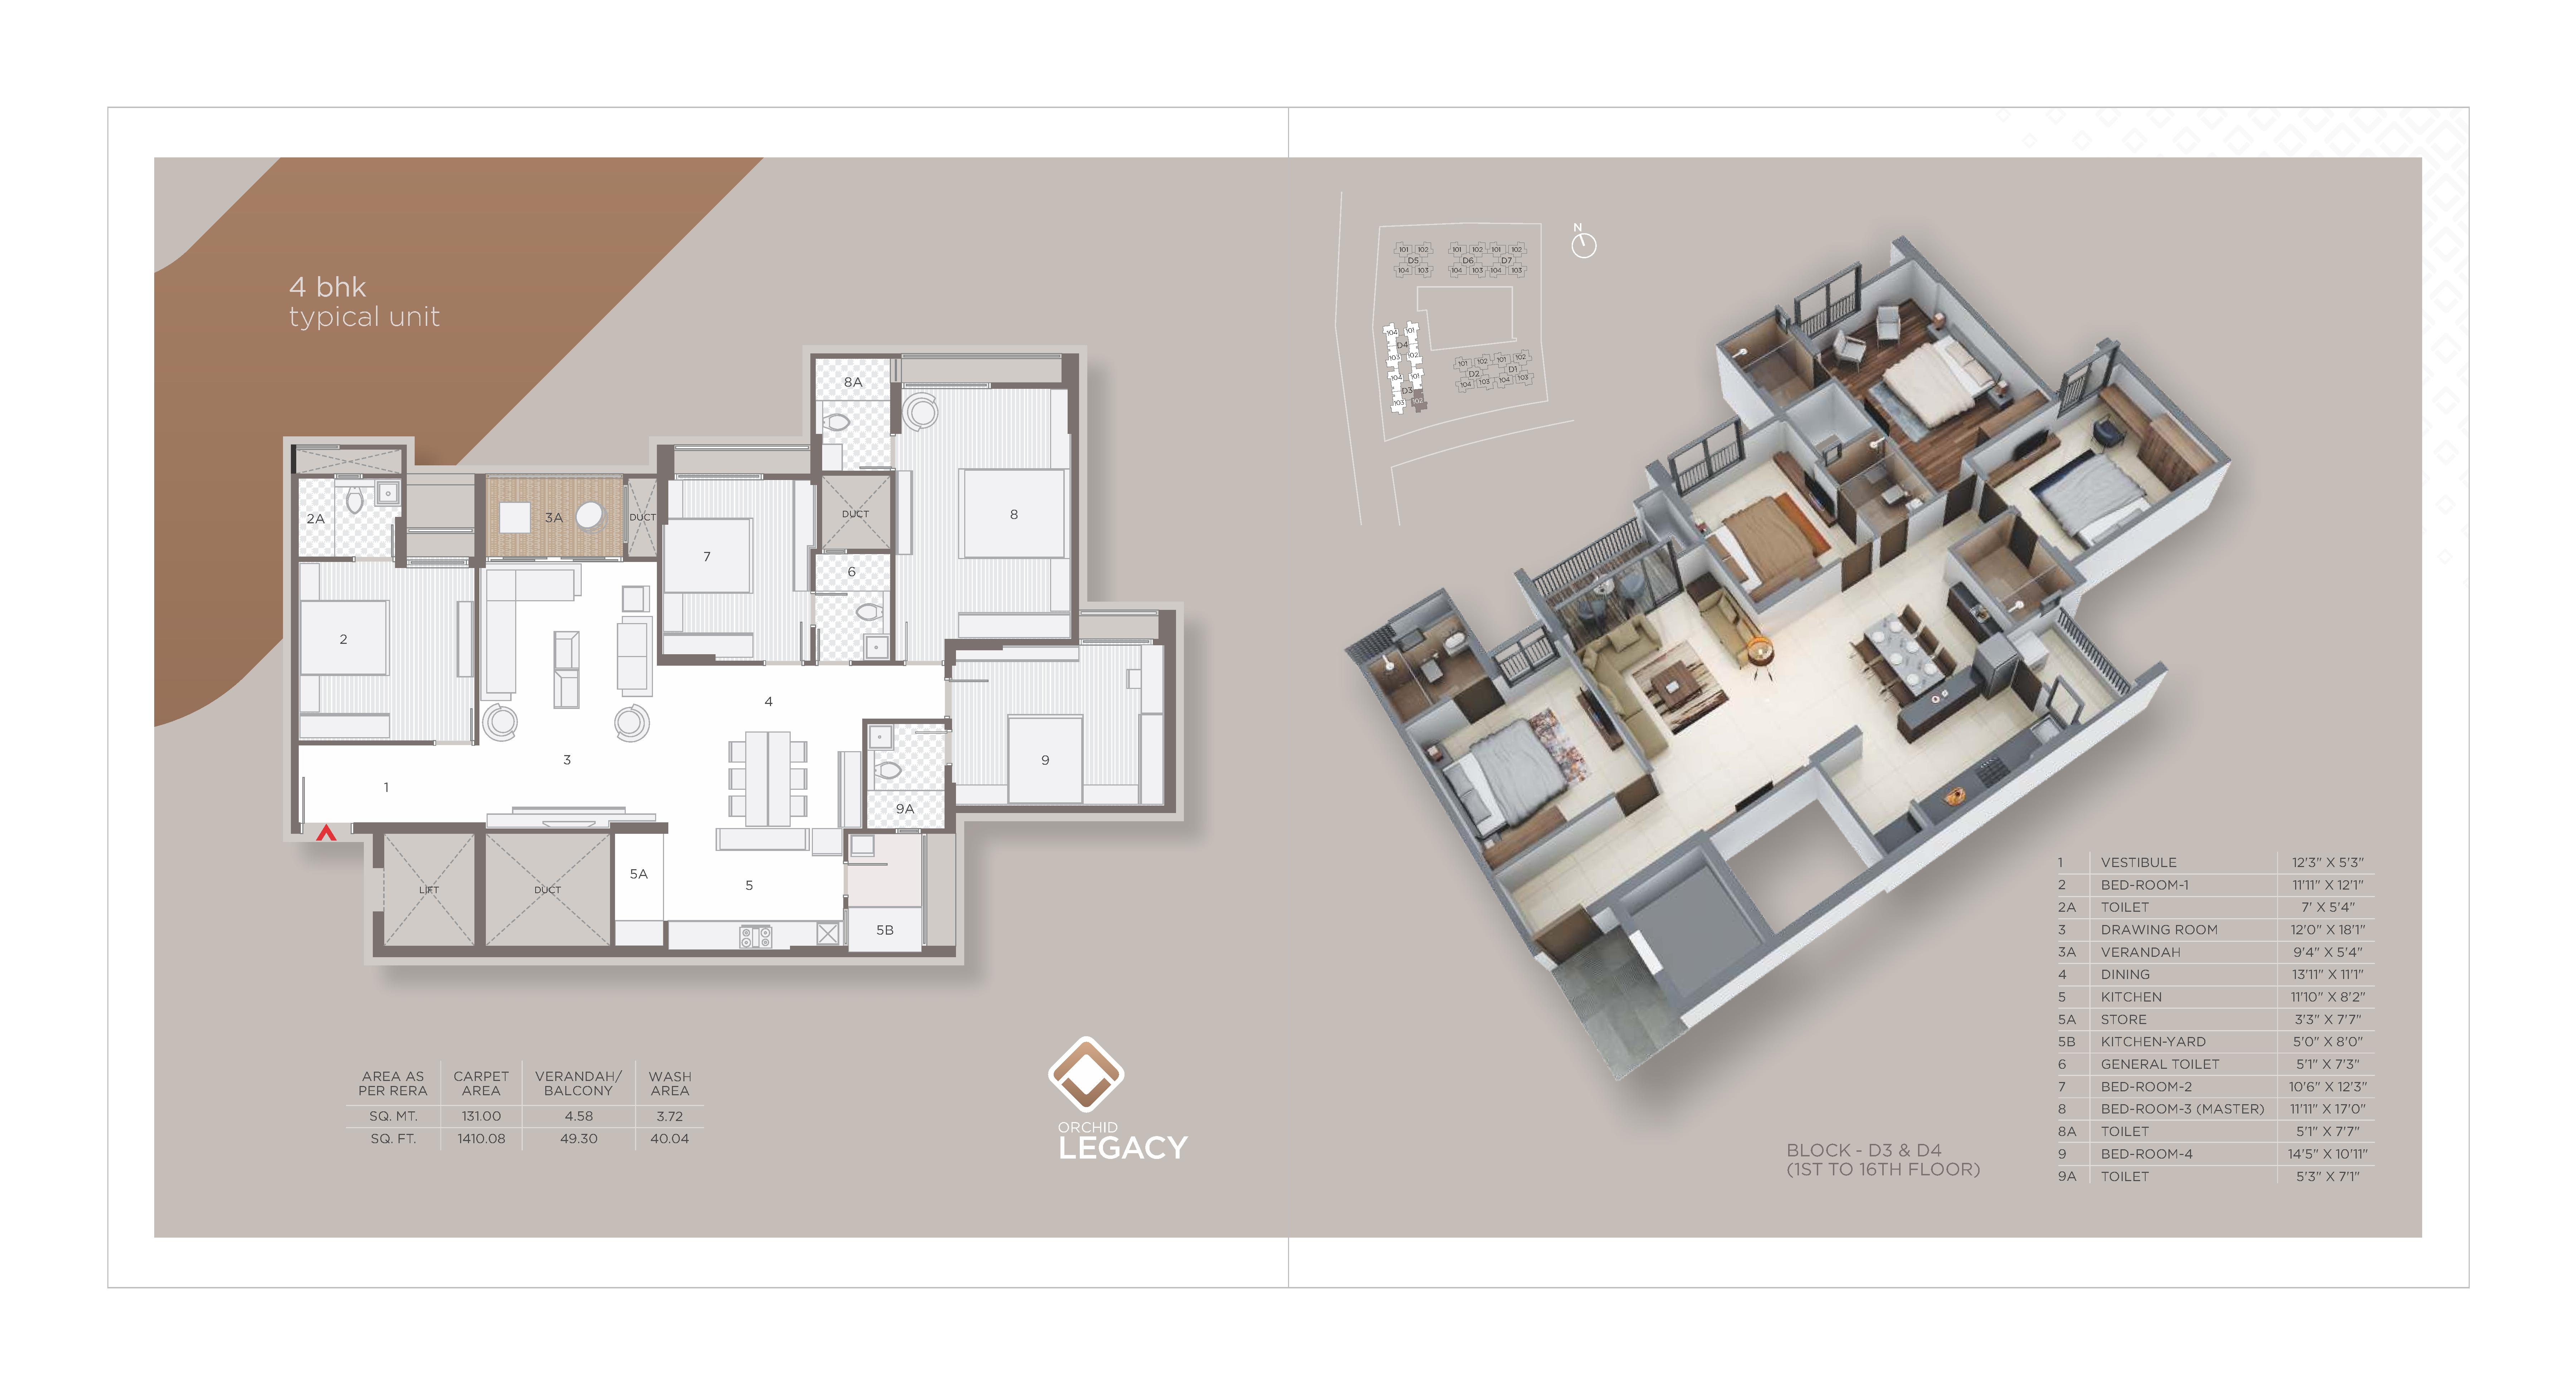 4 bhk
typical unit
8A
2A
3A
DUCT
DUCT
8
7
6
2
4
3
1
9
9A
5A
5
LIFT
DUCT
5B
AREA AS PER RERA CARPET AREA VERANDAH/ BALCONY WASH AREA
SQ. MT. 131.00 4.58 3.72
SQ. FT. 1410.08 49.30 40.04
ORCHID
LEGACY
N
101 102 101 102 101 102
D5 D6 D7
104 103 104 103 104 103
104 101
D4
103 102
104 101
D3
103 102
101 102 101 102
D2 D1
104 103 104 103
BLOCK - D3 & D4
(1ST TO 16TH FLOOR)
1 VESTIBULE 12'3" X 5'3"
2 BED-ROOM-1 11'11" X 12'1"
2A TOILET 7' X 5'4"
3 DRAWING ROOM 12'0" X 18'1"
3A VERANDAH 9'4" X 5'4"
4 DINING 13'11" X 11'1"
5 KITCHEN 11'10" X 8'2"
5A STORE 3'3" X 7'7"
5B KITCHEN-YARD 5'0" X 8'0"
6 GENERAL TOILET 5'1" X 7'3"
7 BED-ROOM-2 10'6" X 12'3"
8 BED-ROOM-3 (MASTER) 11'11" X 17'0"
8A TOILET 5'1" X 7'7"
9 BED-ROOM-4 14'5" X 10'11"
9A TOILET 5'3" X 7'1"